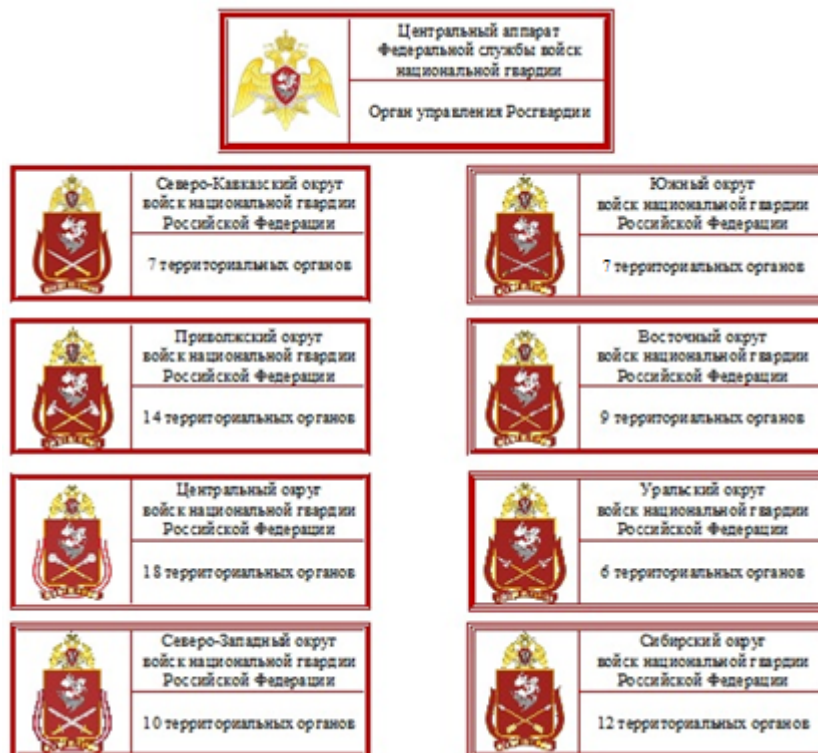 Центральный аппарат
Федеральной службы войск
национальной гвардии
Орган управления Росгвардии
Северо-Кавказский округ
войск национальной гвардии
Российской Федерации
7 территориальных органов
Южный округ
войск национальной гвардии
Российской Федерации
7 территориальных органов
Приволжский округ
войск национальной гвардии
Российской Федерации
14 территориальных органов
Восточный округ
войск национальной гвардии
Российской Федерации
9 территориальных органов
Центральный округ
войск национальной гвардии
Российской Федерации
18 территориальных органов
Уральский округ
войск национальной гвардии
Российской Федерации
6 территориальных органов
Северо-Западный округ
войск национальной гвардии
Российской Федерации
10 территориальных органов
Сибирский округ
войск национальной гвардии
Российской Федерации
12 территориальных органов